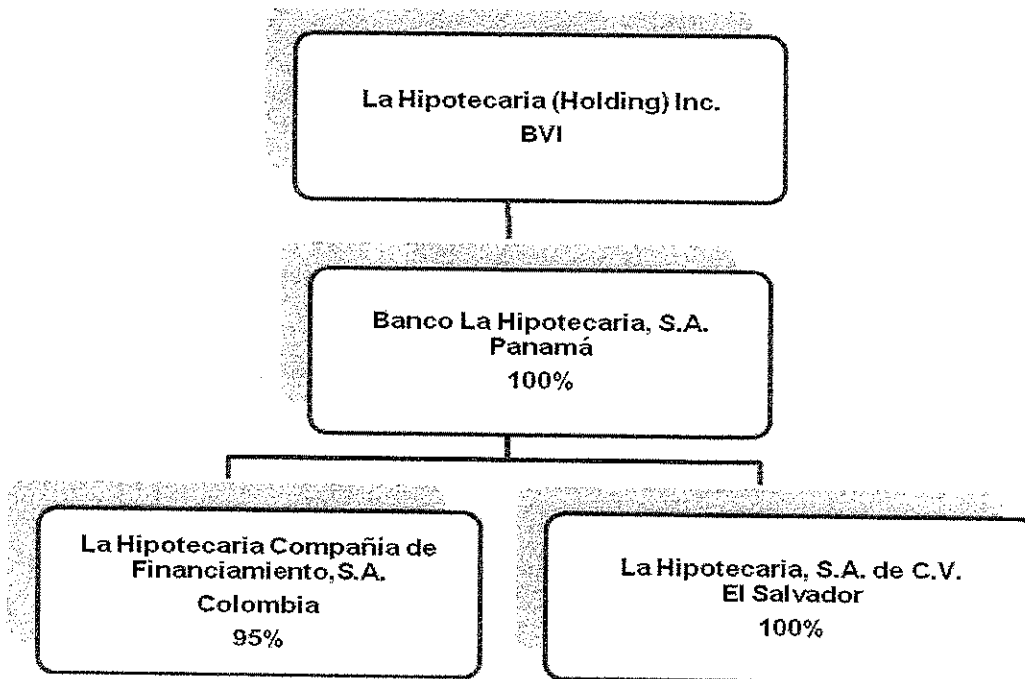 La Hipotecaria (Holding) Inc.
BVI
Banco La Hipotecaria, S.A.
Panamá
100%
La Hipotecaria Compañía de
Financiamiento, S.A.
Colombia
95%
La Hipotecaria, S.A. de C.V.
El Salvador
100%